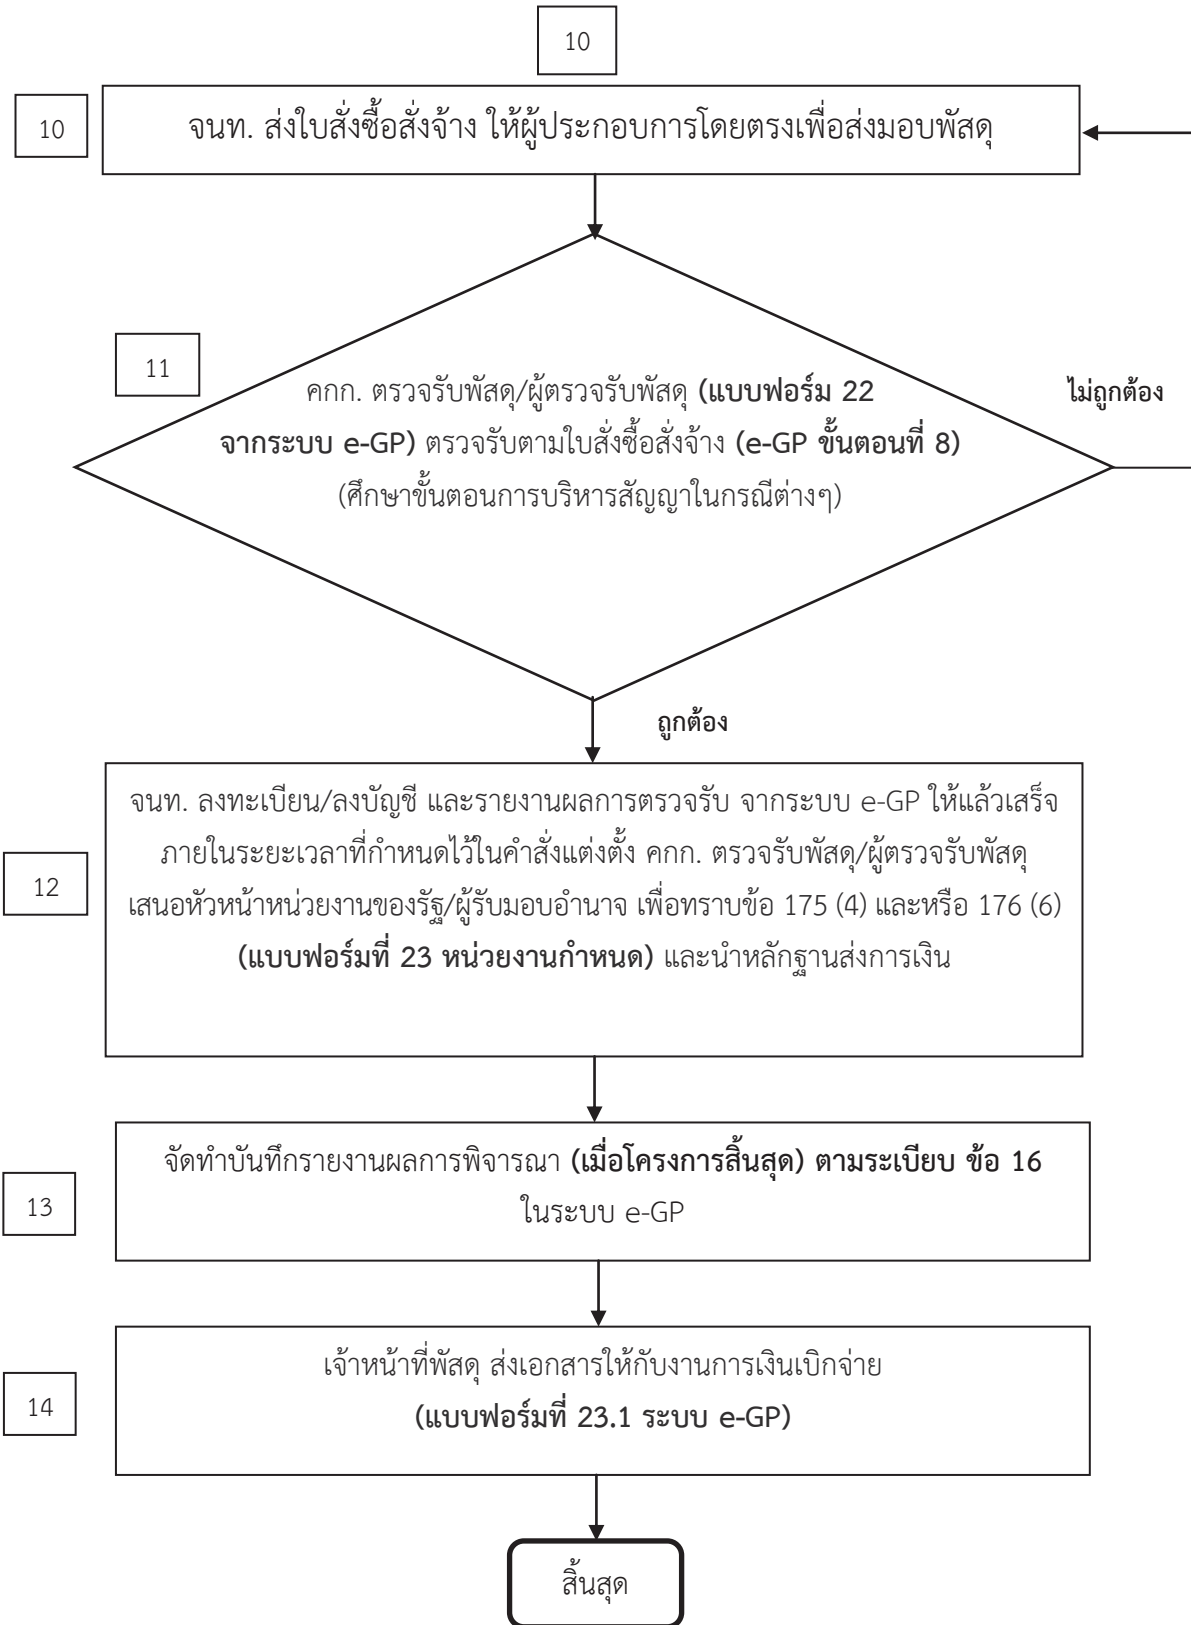 10
10
จนท. ส่งใบสั่งซื้อสั่งจ้าง ให้ผู้ประกอบการโดยตรงเพื่อส่งมอบพัสดุ
11
คกก. ตรวจรับพัสดุ/ผู้ตรวจรับพัสดุ (แบบฟอร์ม 22
จากระบบ e-GP) ตรวจรับตามใบสั่งซื้อสั่งจ้าง (e-GP ขั้นตอนที่ 8)
(ศึกษาขั้นตอนการบริหารสัญญาในกรณีต่างๆ)
ไม่ถูกต้อง
ถูกต้อง
12
จนท. ลงทะเบียน/ลงบัญชี และรายงานผลการตรวจรับ จากระบบ e-GP ให้แล้วเสร็จ
ภายในระยะเวลาที่กำหนดไว้ในคำสั่งแต่งตั้ง คกก. ตรวจรับพัสดุ/ผู้ตรวจรับพัสดุ
เสนอหัวหน้าหน่วยงานของรัฐ/ผู้รับมอบอำนาจ เพื่อทราบข้อ 175 (4) และหรือ 176 (6)
(แบบฟอร์มที่ 23 หน่วยงานกำหนด) และนำหลักฐานส่งการเงิน
13
จัดทำบันทึกรายงานผลการพิจารณา (เมื่อโครงการสิ้นสุด) ตามระเบียบ ข้อ 16
ในระบบ e-GP
14
เจ้าหน้าที่พัสดุ ส่งเอกสารให้กับงานการเงินเบิกจ่าย
(แบบฟอร์มที่ 23.1 ระบบ e-GP)
สิ้นสุด